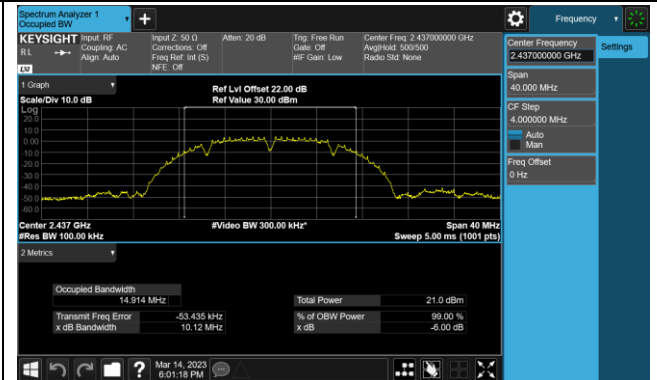 Spectrum Analyzer 1
Occupied BW
+
Frequency
KEYSIGHT
Input: RF
Input Z: 50 Ω
Atten: 20 dB
Trig: Free Run
Center Freq: 2.437000000 GHz
RL
Coupling: AC
Corrections: Off
Gate: Off
Avg|Hold: 500/500
Align: Auto
Freq Ref: Int (S)
#IF Gain: Low
Radio Std: None
NFE: Off
LXI
Center Frequency
2.437000000 GHz
Settings
Span
40.000 MHz
CF Step
4.000000 MHz
Auto
Man
Freq Offset
0 Hz
1 Graph
Ref Lvl Offset 22.00 dB
Scale/Div 10.0 dB
Ref Value 30.00 dBm
Log
20.0
10.0
0.00
-10.0
-20.0
-30.0
-40.0
-50.0
-60.0
Center 2.437 GHz
#Video BW 300.00 kHz*
Span 40 MHz
#Res BW 100.00 kHz
Sweep 5.00 ms (1001 pts)
2 Metrics
Occupied Bandwidth
14.914 MHz
Total Power
21.0 dBm
Transmit Freq Error
-53.435 kHz
% of OBW Power
99.00 %
x dB Bandwidth
10.12 MHz
x dB
-6.00 dB
?
Mar 14, 2023
6:01:18 PM